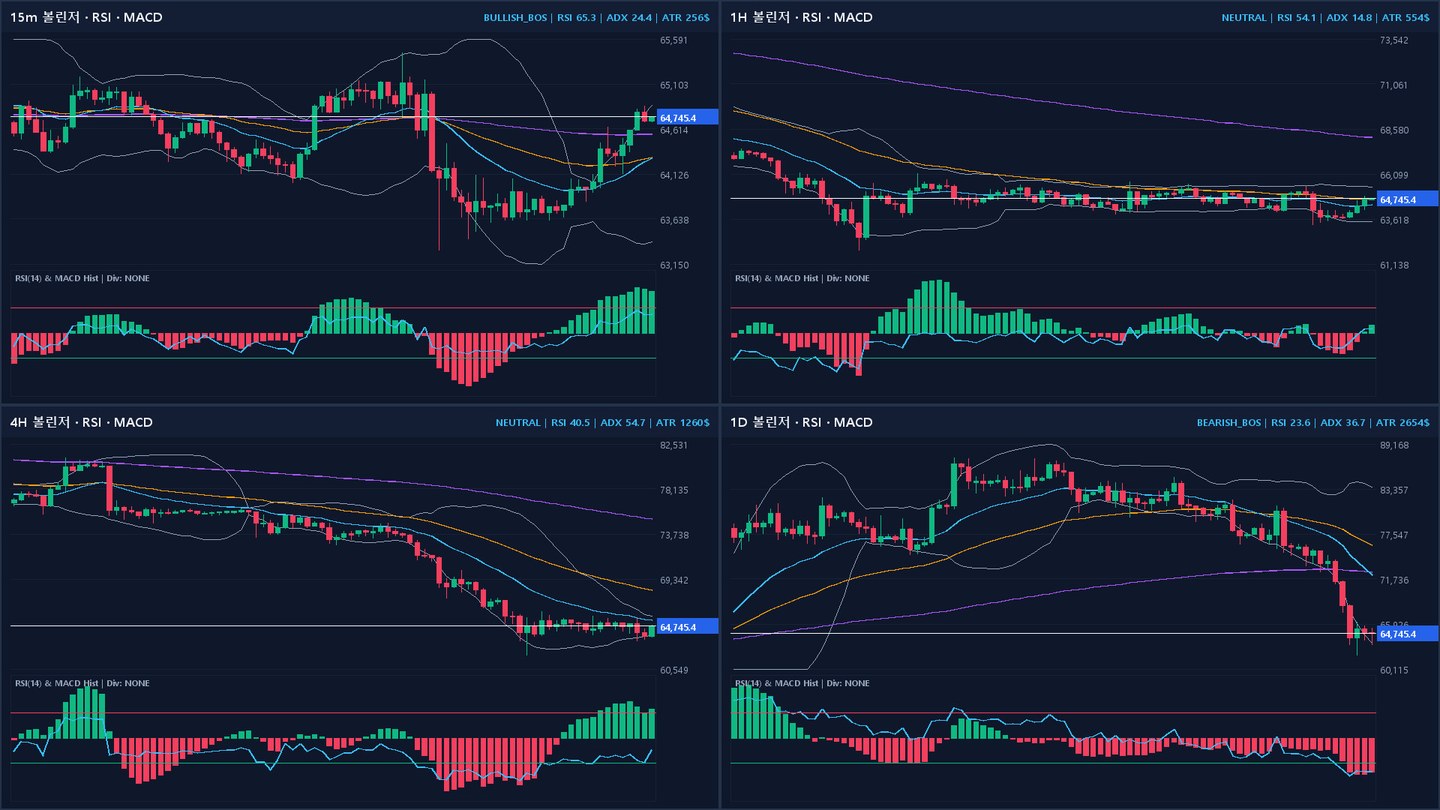 15m 볼린저 · RSI · MACD
BULLISH_BOS | RSI 65.3 | ADX 24.4 | ATR 256$
65,591
65,103
64,745.4
64,614
64,126
63,638
63,150
RSI(14) & MACD Hist | Div: NONE
1H 볼린저 · RSI · MACD
NEUTRAL | RSI 54.1 | ADX 14.8 | ATR 554$
73,542
71,061
68,580
66,099
64,745.4
63,618
61,138
RSI(14) & MACD Hist | Div: NONE
4H 볼린저 · RSI · MACD
NEUTRAL | RSI 40.5 | ADX 54.7 | ATR 1260$
82,531
78,135
73,738
69,342
64,745.4
60,549
RSI(14) & MACD Hist | Div: NONE
1D 볼린저 · RSI · MACD
BEARISH_BOS | RSI 23.6 | ADX 36.7 | ATR 2654$
89,168
83,357
77,547
71,736
64,745.4
60,115
RSI(14) & MACD Hist | Div: NONE